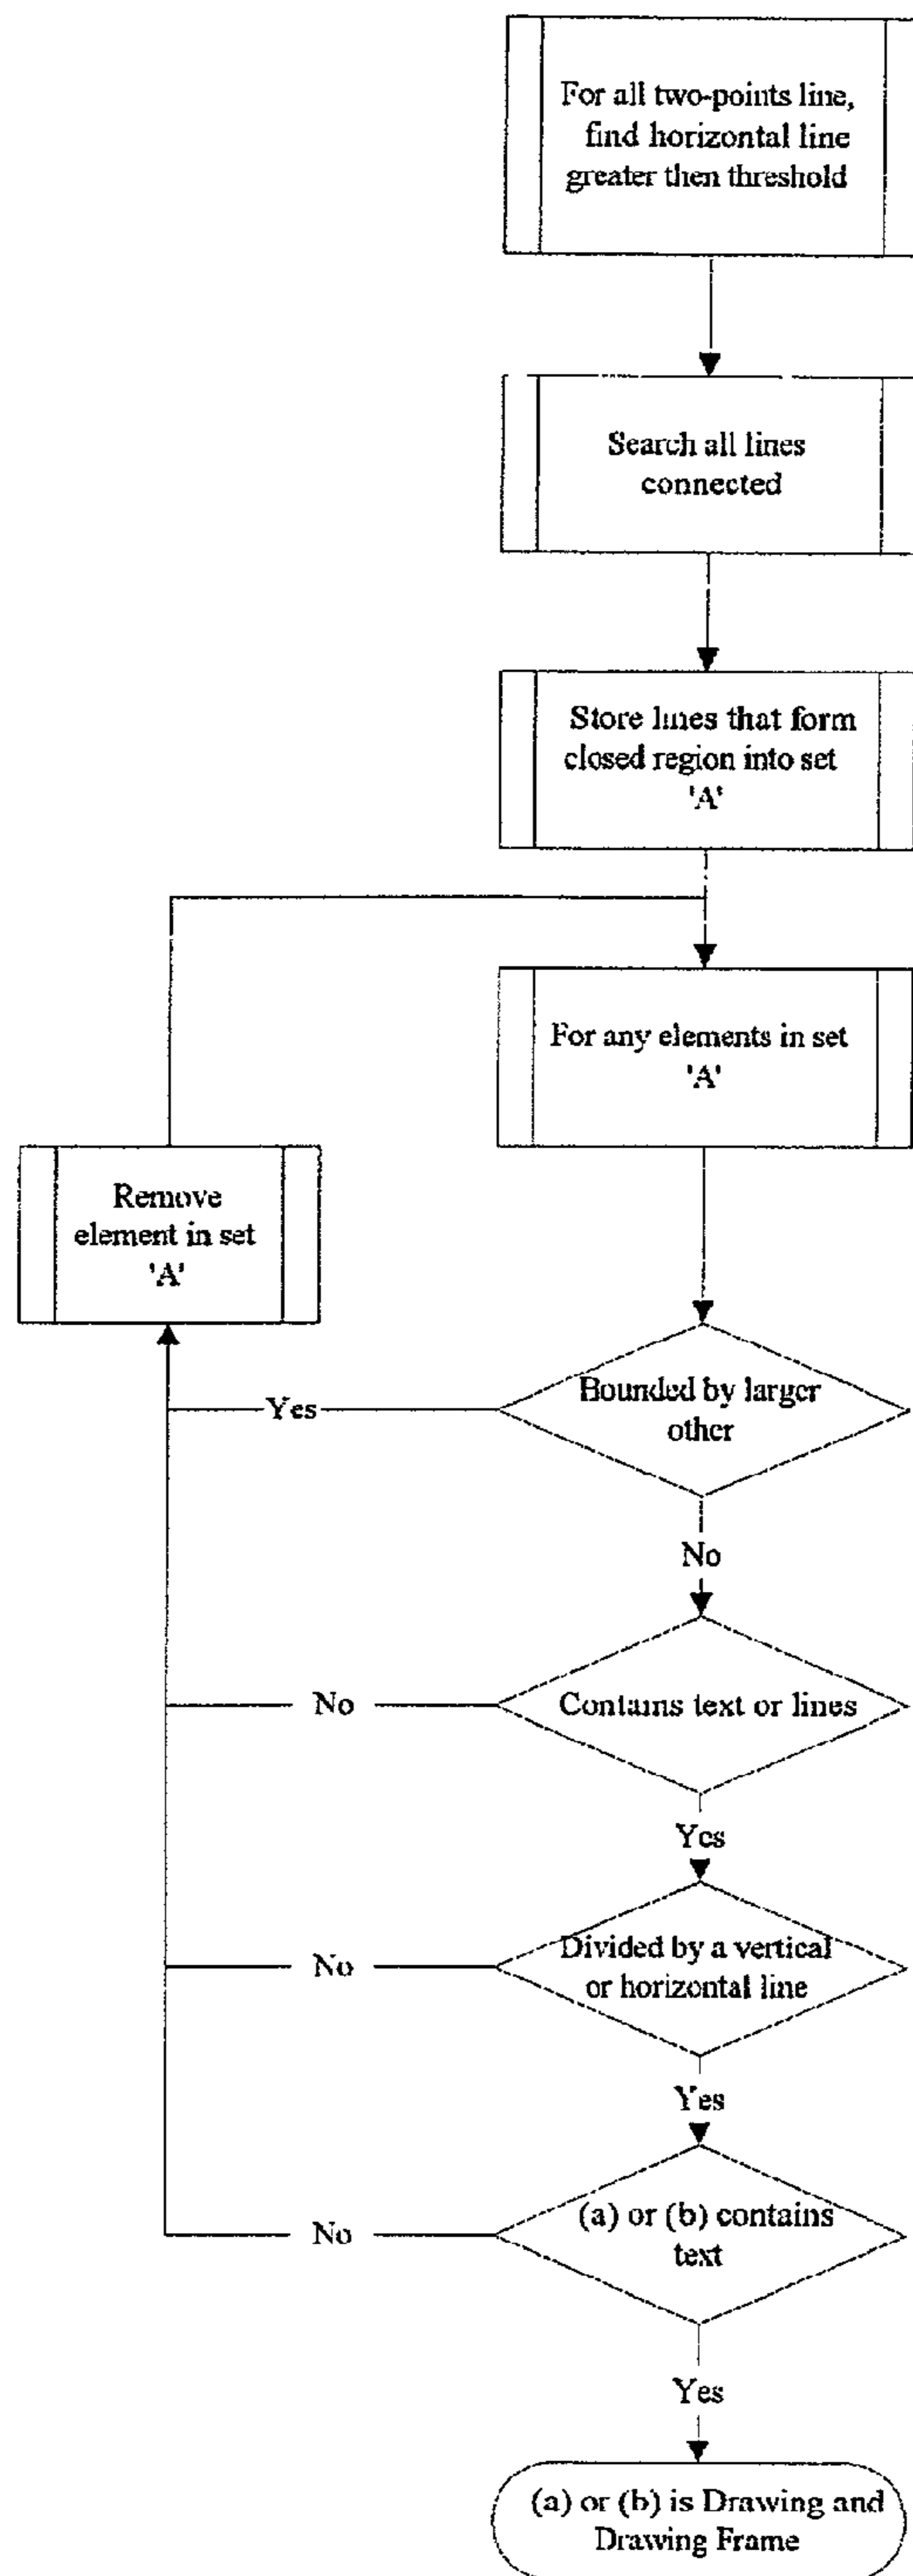 For all two-points line,
find horizontal line
greater then threshold
Search all lines
connected
Store lines that form
closed region into set
'A'
For any elements in set
'A'
Remove
element in set
'A'
Bounded by larger
other
Yes
No
Contains text or lines
No
Yes
Divided by a vertical
or horizontal line
No
Yes
(a) or (b) contains
text
No
Yes
(a) or (b) is Drawing and
Drawing Frame